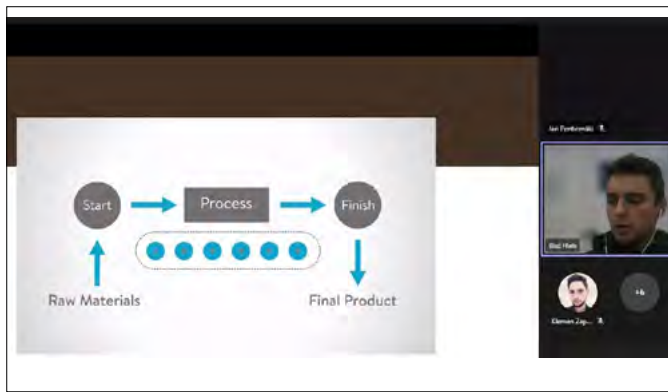 Start
Process
Finish
Raw Materials
Final Product
+6